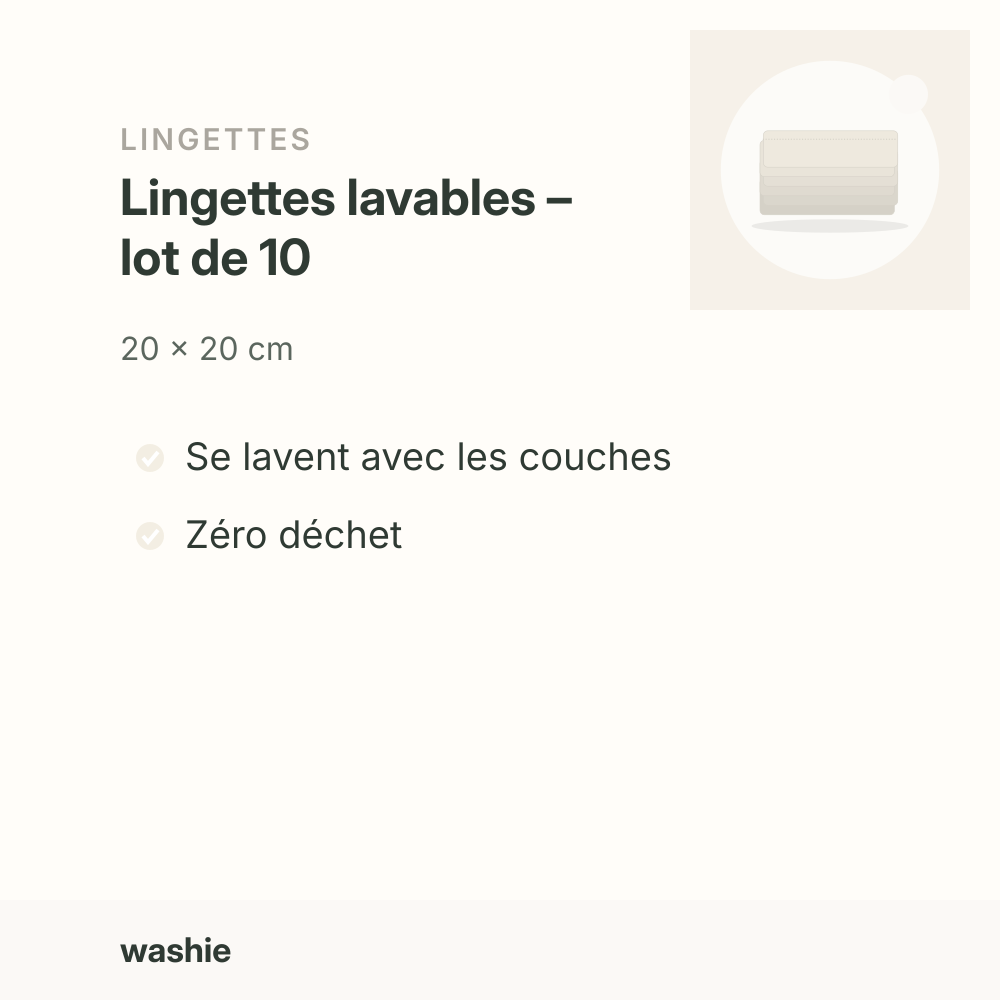 LINGETTES
Lingettes lavables –
lot de 10
20 × 20 cm
Se lavent avec les couches
Zéro déchet
washie